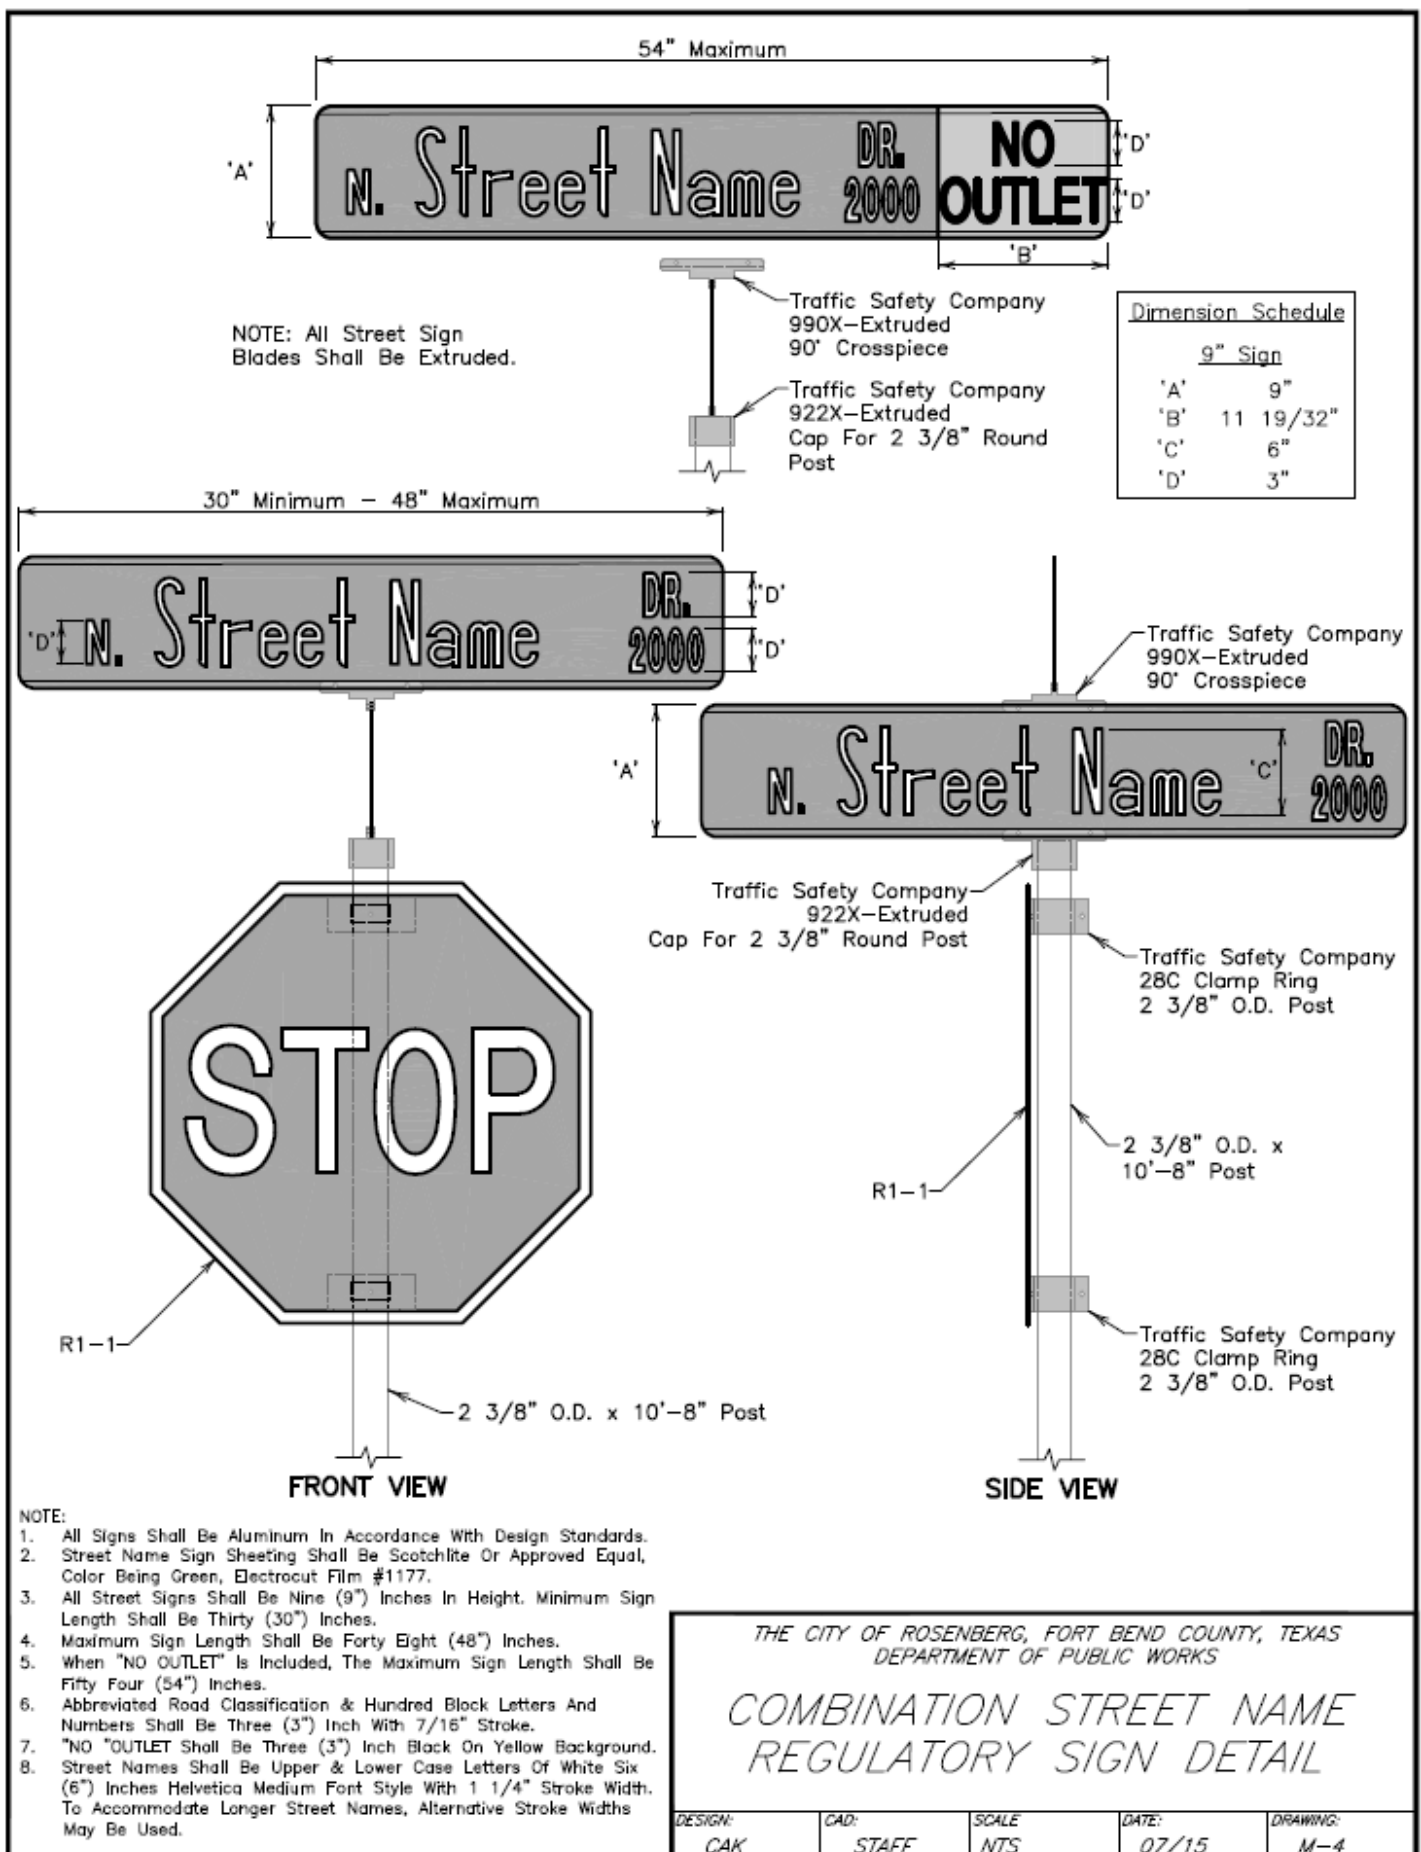 54" Maximum
'A'
N. Street Name DR. 2000
NO OUTLET
'D'
'D'
'B'
Traffic Safety Company
990X-Extruded
90° Crosspiece
NOTE: All Street Sign
Blades Shall Be Extruded.
Traffic Safety Company
922X-Extruded
Cap For 2 3/8" Round
Post
Dimension Schedule
9" Sign
'A' 9"
'B' 11 19/32"
'C' 6"
'D' 3"
30" Minimum - 48" Maximum
'D'
N. Street Name DR. 2000
'D'
'D'
Traffic Safety Company
990X-Extruded
90° Crosspiece
'A'
N. Street Name 'C' DR. 2000
Traffic Safety Company
922X-Extruded
Cap For 2 3/8" Round Post
Traffic Safety Company
28C Clamp Ring
2 3/8" O.D. Post
STOP
2 3/8" O.D. x
10'-8" Post
R1-1
R1-1
Traffic Safety Company
28C Clamp Ring
2 3/8" O.D. Post
2 3/8" O.D. x 10'-8" Post
FRONT VIEW
SIDE VIEW
NOTE:
1. All Signs Shall Be Aluminum In Accordance With Design Standards.
2. Street Name Sign Sheeting Shall Be Scotchlite Or Approved Equal,
Color Being Green, Electrocut Film #1177.
3. All Street Signs Shall Be Nine (9") Inches In Height. Minimum Sign
Length Shall Be Thirty (30") Inches.
4. Maximum Sign Length Shall Be Forty Eight (48") Inches.
5. When "NO OUTLET" Is Included, The Maximum Sign Length Shall Be
Fifty Four (54") Inches.
6. Abbreviated Road Classification & Hundred Block Letters And
Numbers Shall Be Three (3") Inch With 7/16" Stroke.
7. "NO "OUTLET Shall Be Three (3") Inch Black On Yellow Background.
8. Street Names Shall Be Upper & Lower Case Letters Of White Six
(6") Inches Helvetica Medium Font Style With 1 1/4" Stroke Width.
To Accommodate Longer Street Names, Alternative Stroke Widths
May Be Used.
THE CITY OF ROSENBERG, FORT BEND COUNTY, TEXAS
DEPARTMENT OF PUBLIC WORKS
COMBINATION STREET NAME
REGULATORY SIGN DETAIL
DESIGN: CAD: SCALE DATE: DRAWING:
CAK STAFF NTS 07/15 M-4